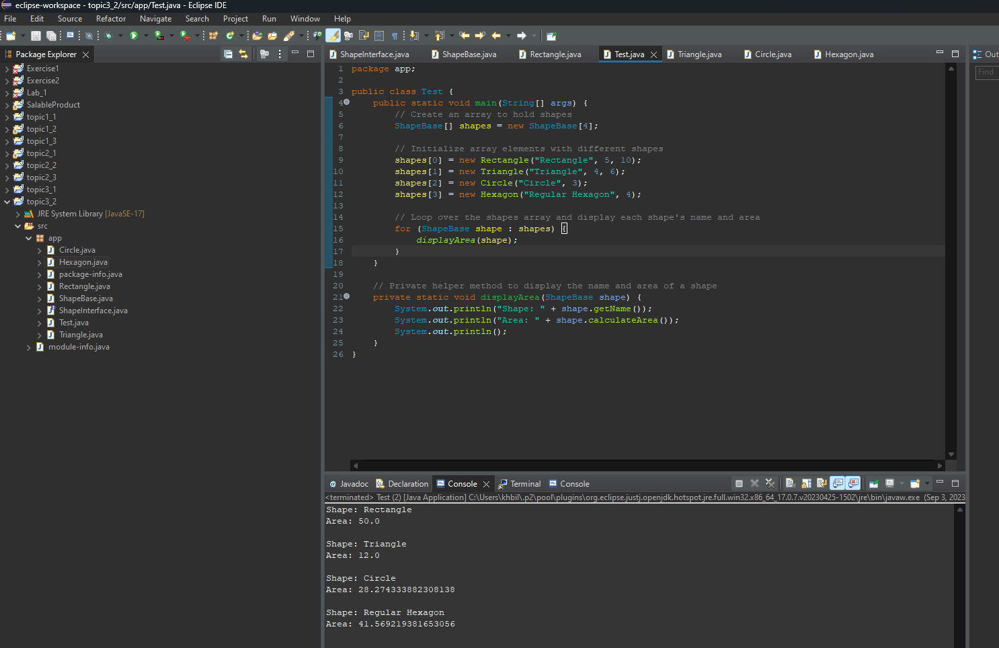 eclipse-workspace - topic3_2/src/app/Test.java - Eclipse IDE
File Edit Source Refactor Navigate Search Project Run Window Help
Package Explorer
Exercise1
Exercise2
Lab_1
SalableProduct
topic1_1
topic1_2
topic1_3
topic2_1
topic2_2
topic2_3
topic3_1
topic3_2
JRE System Library [JavaSE-17]
src
app
Circle.java
Hexagon.java
package-info.java
Rectangle.java
ShapeBase.java
ShapeInterface.java
Test.java
Triangle.java
module-info.java
ShapeInterface.java ShapeBase.java Rectangle.java Test.java Triangle.java Circle.java Hexagon.java
1 package app;
2
3 public class Test {
4     public static void main(String[] args) {
5         // Create an array to hold shapes
6         ShapeBase[] shapes = new ShapeBase[4];
7
8         // Initialize array elements with different shapes
9         shapes[0] = new Rectangle("Rectangle", 5, 10);
10         shapes[1] = new Triangle("Triangle", 4, 6);
11         shapes[2] = new Circle("Circle", 3);
12         shapes[3] = new Hexagon("Regular Hexagon", 4);
13
14         // Loop over the shapes array and display each shape's name and area
15         for (ShapeBase shape : shapes) {
16             displayArea(shape);
17         }
18     }
19
20     // Private helper method to display the name and area of a shape
21     private static void displayArea(ShapeBase shape) {
22         System.out.println("Shape: " + shape.getName());
23         System.out.println("Area: " + shape.calculateArea());
24         System.out.println();
25     }
26 }
Out
Find
Javadoc Declaration Console Terminal Console
<terminated> Test (2) [Java Application] C:\Users\khbil\.p2\pool\plugins\org.eclipse.justj.openjdk.hotspot.jre.full.win32.x86_64_17.0.7.v20230425-1502\jre\bin\javaw.exe (Sep 3, 2023
Shape: Rectangle
Area: 50.0
Shape: Triangle
Area: 12.0
Shape: Circle
Area: 28.274333882308138
Shape: Regular Hexagon
Area: 41.569219381653056